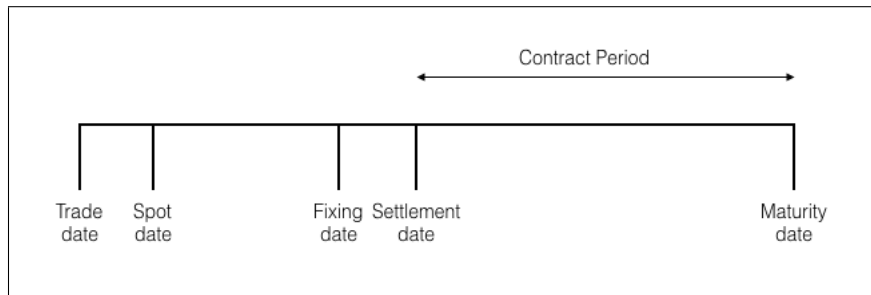 Contract Period
Trade Spot Fixing Settlement Maturity
date date date date date